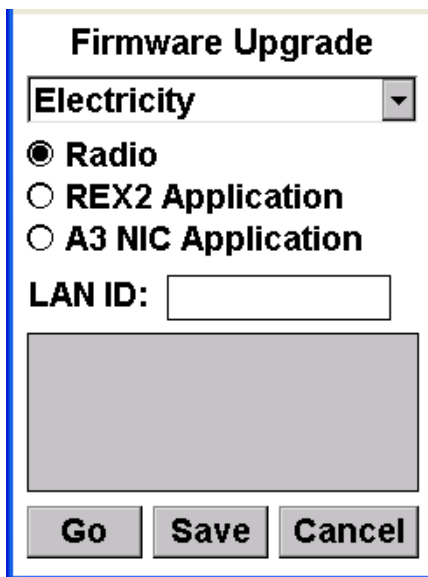 Firmware Upgrade
Electricity
Radio
REX2 Application
A3 NIC Application
LAN ID:
Go Save Cancel